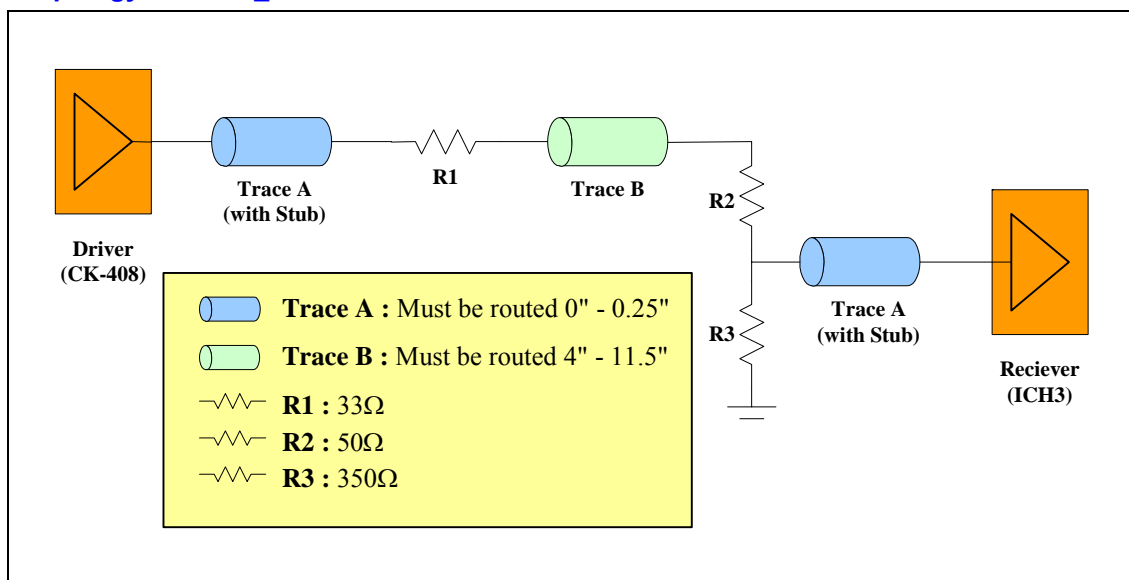 Trace A
(with Stub)
R1
Trace B
R2
Driver
(CK-408)
R3
Trace A
(with Stub)
Reciever
(ICH3)
Trace A : Must be routed 0" - 0.25"
Trace B : Must be routed 4" - 11.5"
R1 : 33Ω
R2 : 50Ω
R3 : 350Ω